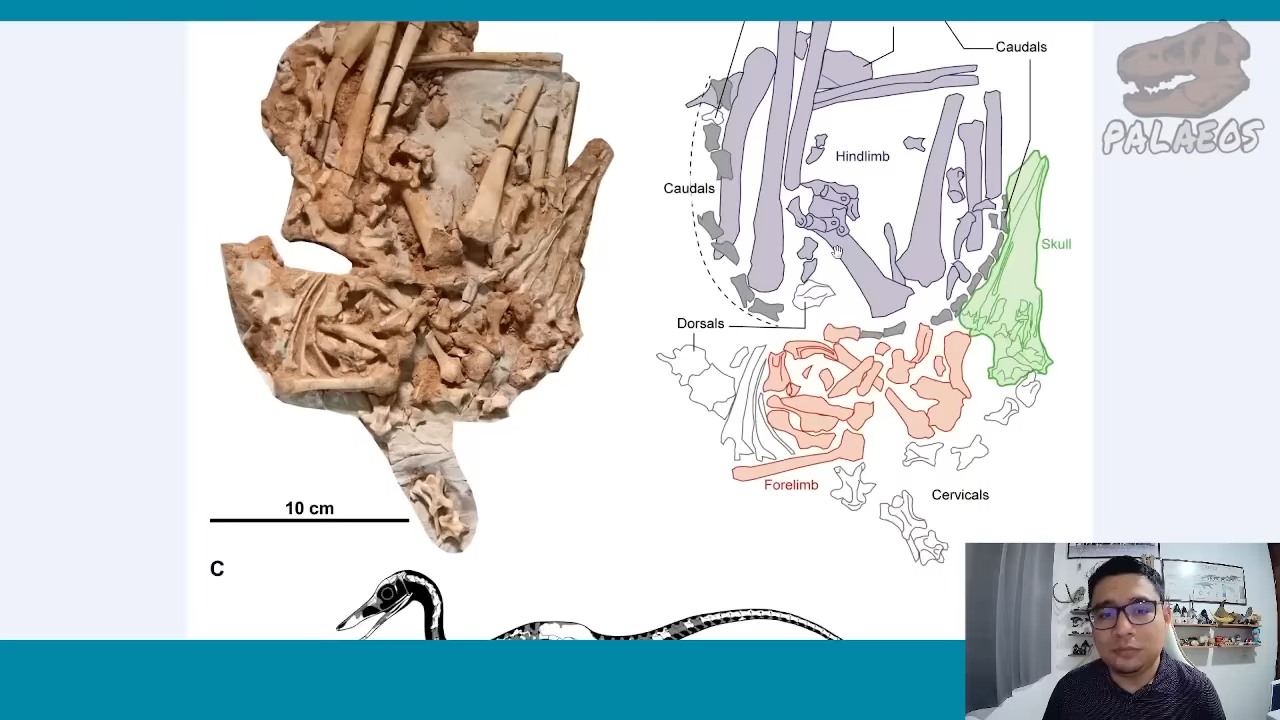 Caudals
PALAEOS
Hindlimb
Caudals
Skull
Dorsals
Forelimb
Cervicals
10 cm
C